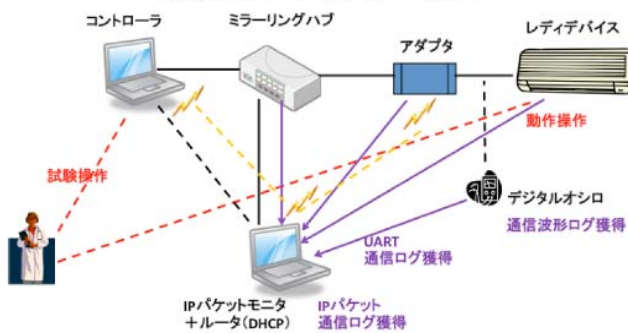 コントローラ
ミラーリングハブ
アダプタ
レディデバイス
試験操作
動作操作
デジタルオシロ
通信波形ログ獲得
UART
通信ログ獲得
IPパケットモニタ
+ルータ(DHCP)
IPパケット
通信ログ獲得